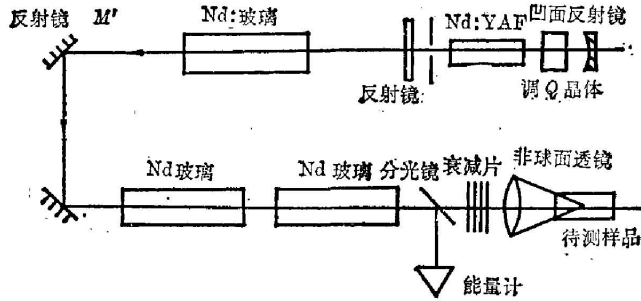 反射镜 M′
Nd:玻璃
Nd:YAF
凹面反射镜
反射镜
调Q晶体
Nd玻璃
Nd 玻璃
分光镜
衰减片
非球面透镜
待测样品
能量计